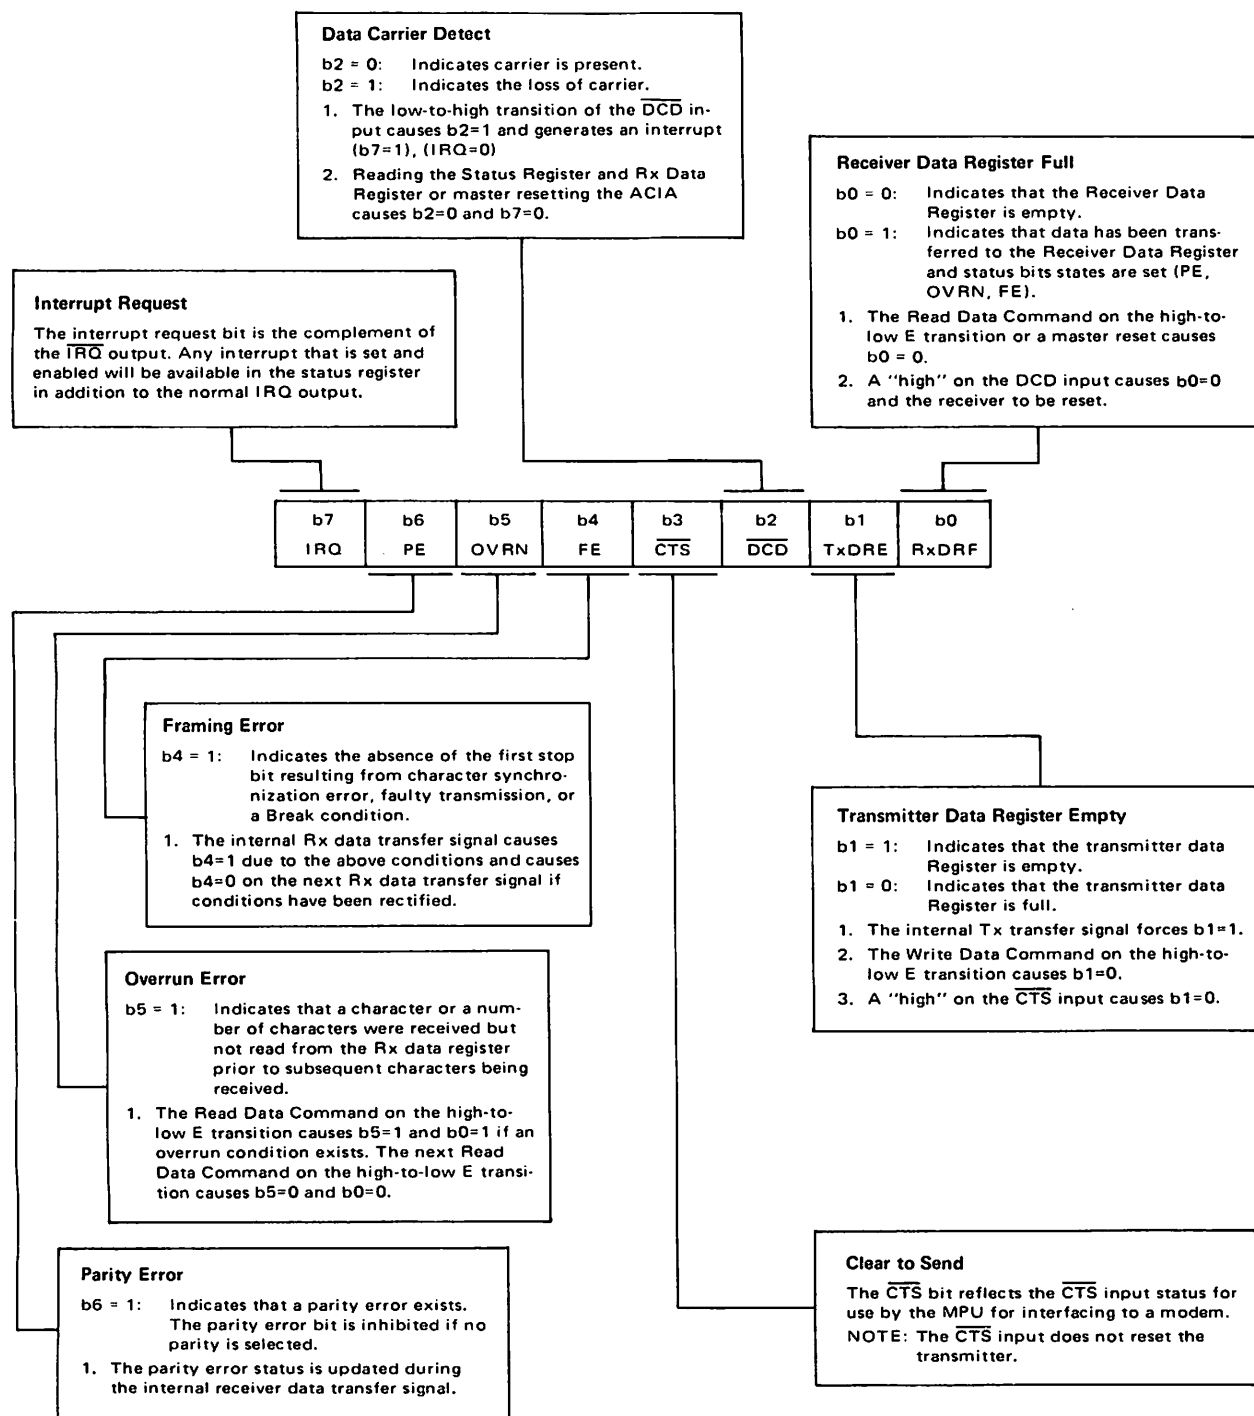 Data Carrier Detect
b2 = 0: Indicates carrier is present.
b2 = 1: Indicates the loss of carrier.
1. The low-to-high transition of the D̅C̅D̅ in-
put causes b2=1 and generates an interrupt
(b7=1), (IRQ=0)
2. Reading the Status Register and Rx Data
Register or master resetting the ACIA
causes b2=0 and b7=0.
Receiver Data Register Full
b0 = 0: Indicates that the Receiver Data
Register is empty.
b0 = 1: Indicates that data has been trans-
ferred to the Receiver Data Register
and status bits states are set (PE,
OVRN, FE).
1. The Read Data Command on the high-to-
low E transition or a master reset causes
b0 = 0.
2. A "high" on the DCD input causes b0=0
and the receiver to be reset.
Interrupt Request
The interrupt request bit is the complement of
the I̅R̅Q̅ output. Any interrupt that is set and
enabled will be available in the status register
in addition to the normal IRQ output.
b7 b6 b5 b4 b3 b2 b1 b0
IRQ PE OVRN FE C̅T̅S̅ D̅C̅D̅ TxDRE RxDRF
Framing Error
b4 = 1: Indicates the absence of the first stop
bit resulting from character synchro-
nization error, faulty transmission, or
a Break condition.
1. The internal Rx data transfer signal causes
b4=1 due to the above conditions and causes
b4=0 on the next Rx data transfer signal if
conditions have been rectified.
Transmitter Data Register Empty
b1 = 1: Indicates that the transmitter data
Register is empty.
b1 = 0: Indicates that the transmitter data
Register is full.
1. The internal Tx transfer signal forces b1=1.
2. The Write Data Command on the high-to-
low E transition causes b1=0.
3. A "high" on the C̅T̅S̅ input causes b1=0.
Overrun Error
b5 = 1: Indicates that a character or a num-
ber of characters were received but
not read from the Rx data register
prior to subsequent characters being
received.
1. The Read Data Command on the high-to-
low E transition causes b5=1 and b0=1 if an
overrun condition exists. The next Read
Data Command on the high-to-low E transi-
tion causes b5=0 and b0=0.
Parity Error
b6 = 1: Indicates that a parity error exists.
The parity error bit is inhibited if no
parity is selected.
1. The parity error status is updated during
the internal receiver data transfer signal.
Clear to Send
The C̅T̅S̅ bit reflects the C̅T̅S̅ input status for
use by the MPU for interfacing to a modem.
NOTE: The C̅T̅S̅ input does not reset the
transmitter.